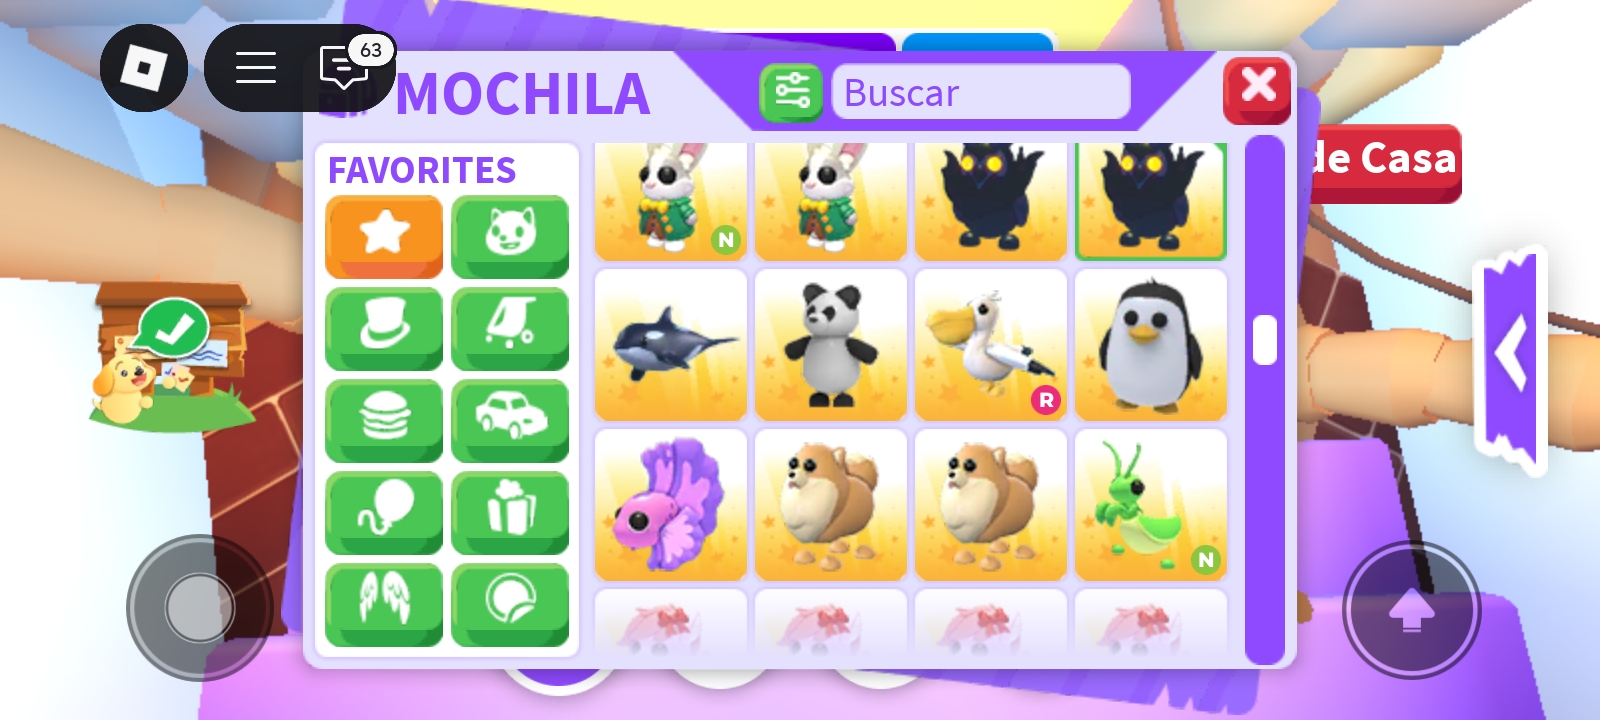 63
MOCHILA
Buscar
FAVORITES
de Casa
N
R
N